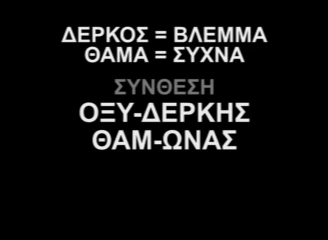 ΔΕΡΚΟΣ = ΒΛΕΜΜΑ
ΘΑΜΑ = ΣΥΧΝΑ
ΣΥΝΘΕΣΗ
ΟΞΥ-ΔΕΡΚΗΣ
ΘΑΜ-ΩΝΑΣ